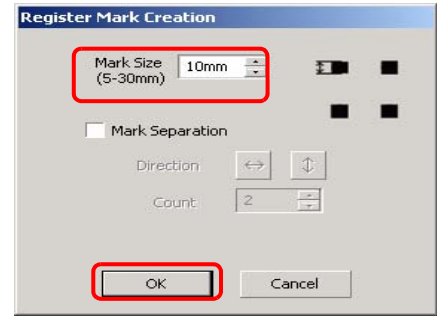 Register Mark Creation
Mark Size 10mm
(5-30mm)
Mark Separation
Direction
Count 2
OK Cancel